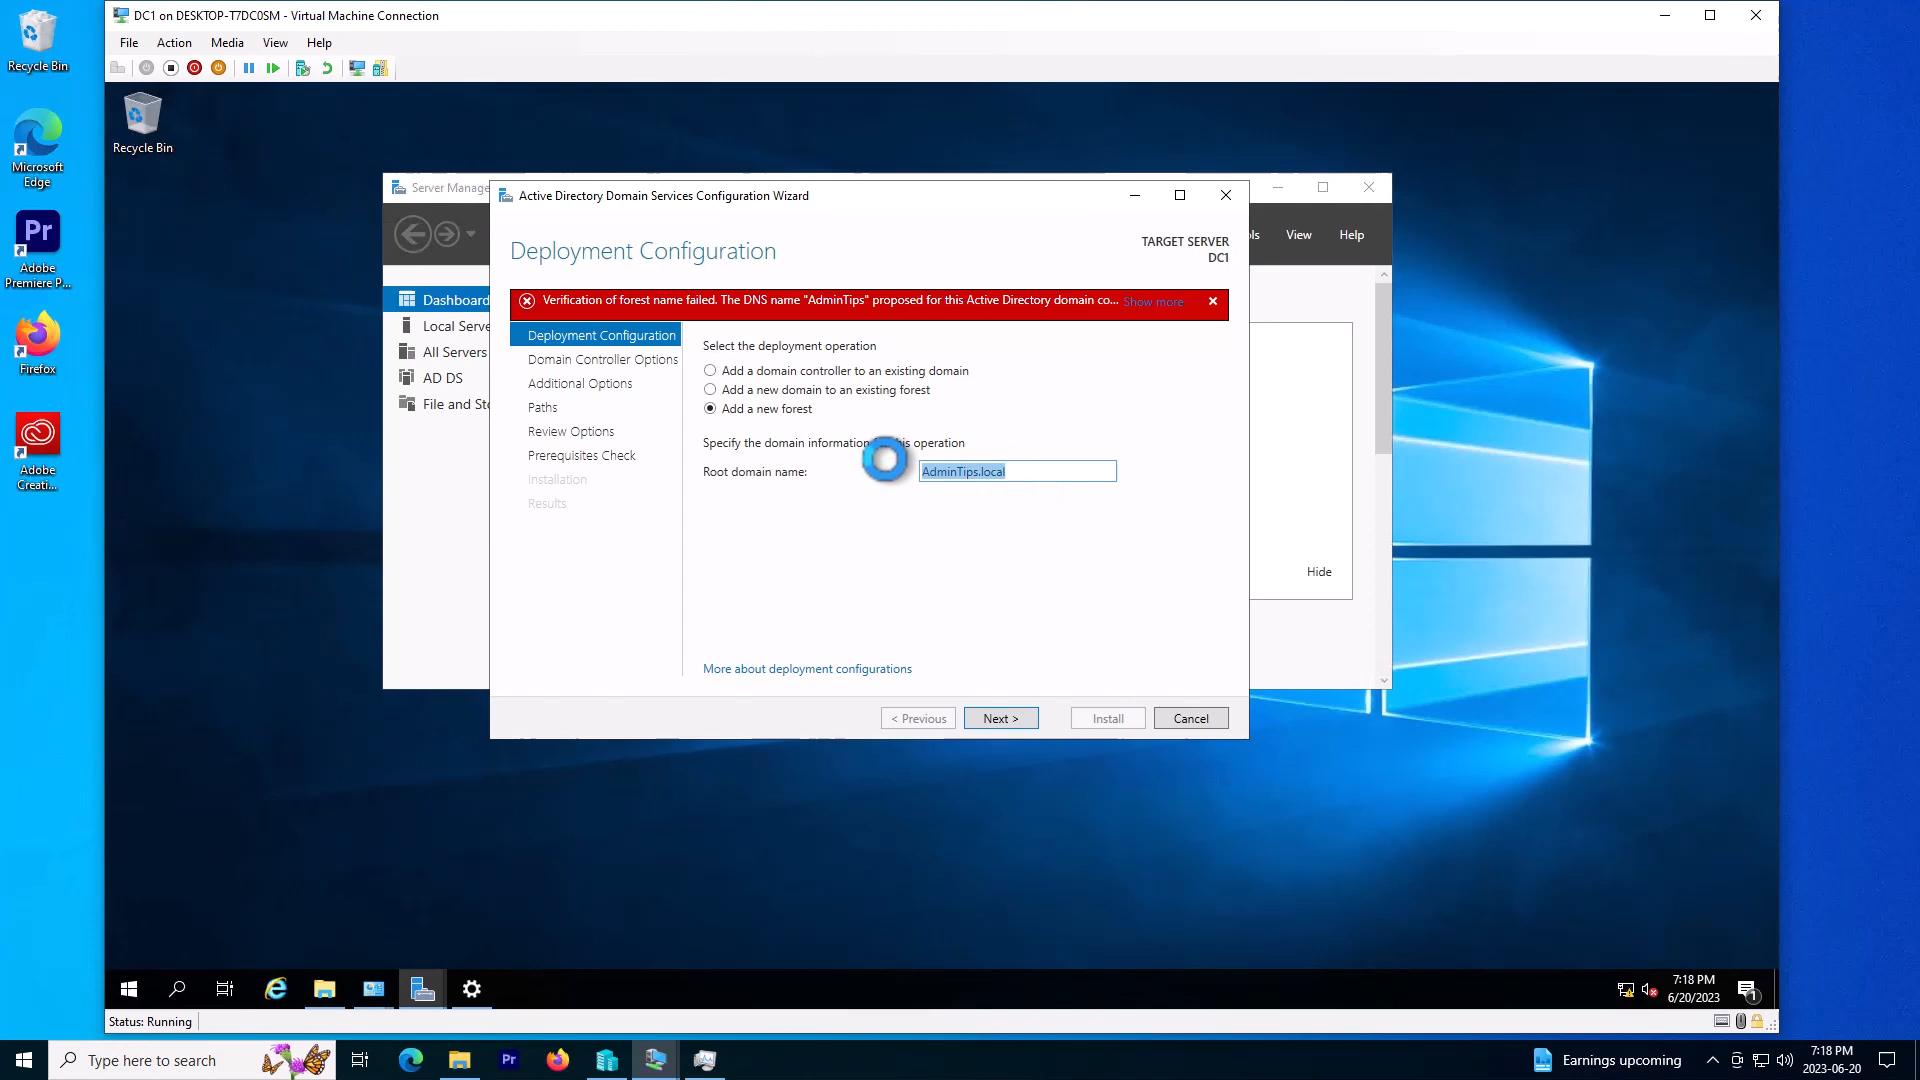 Recycle Bin
Microsoft
Edge
Pr
Adobe
Premiere P...
Firefox
Adobe
Creati...
DC1 on DESKTOP-T7DC0SM - Virtual Machine Connection
File Action Media View Help
Recycle Bin
Server Manage
View Help
Dashboard
Local Serve
All Servers
AD DS
File and Sto
Hide
Active Directory Domain Services Configuration Wizard
Deployment Configuration
TARGET SERVER
DC1
Verification of forest name failed. The DNS name "AdminTips" proposed for this Active Directory domain co... Show more
Deployment Configuration
Domain Controller Options
Additional Options
Paths
Review Options
Prerequisites Check
Installation
Results
Select the deployment operation
Add a domain controller to an existing domain
Add a new domain to an existing forest
Add a new forest
Specify the domain information for this operation
Root domain name: AdminTips.local
More about deployment configurations
< Previous Next > Install Cancel
7:18 PM
6/20/2023
1
Status: Running
Type here to search
Pr
Earnings upcoming
7:18 PM
2023-06-20